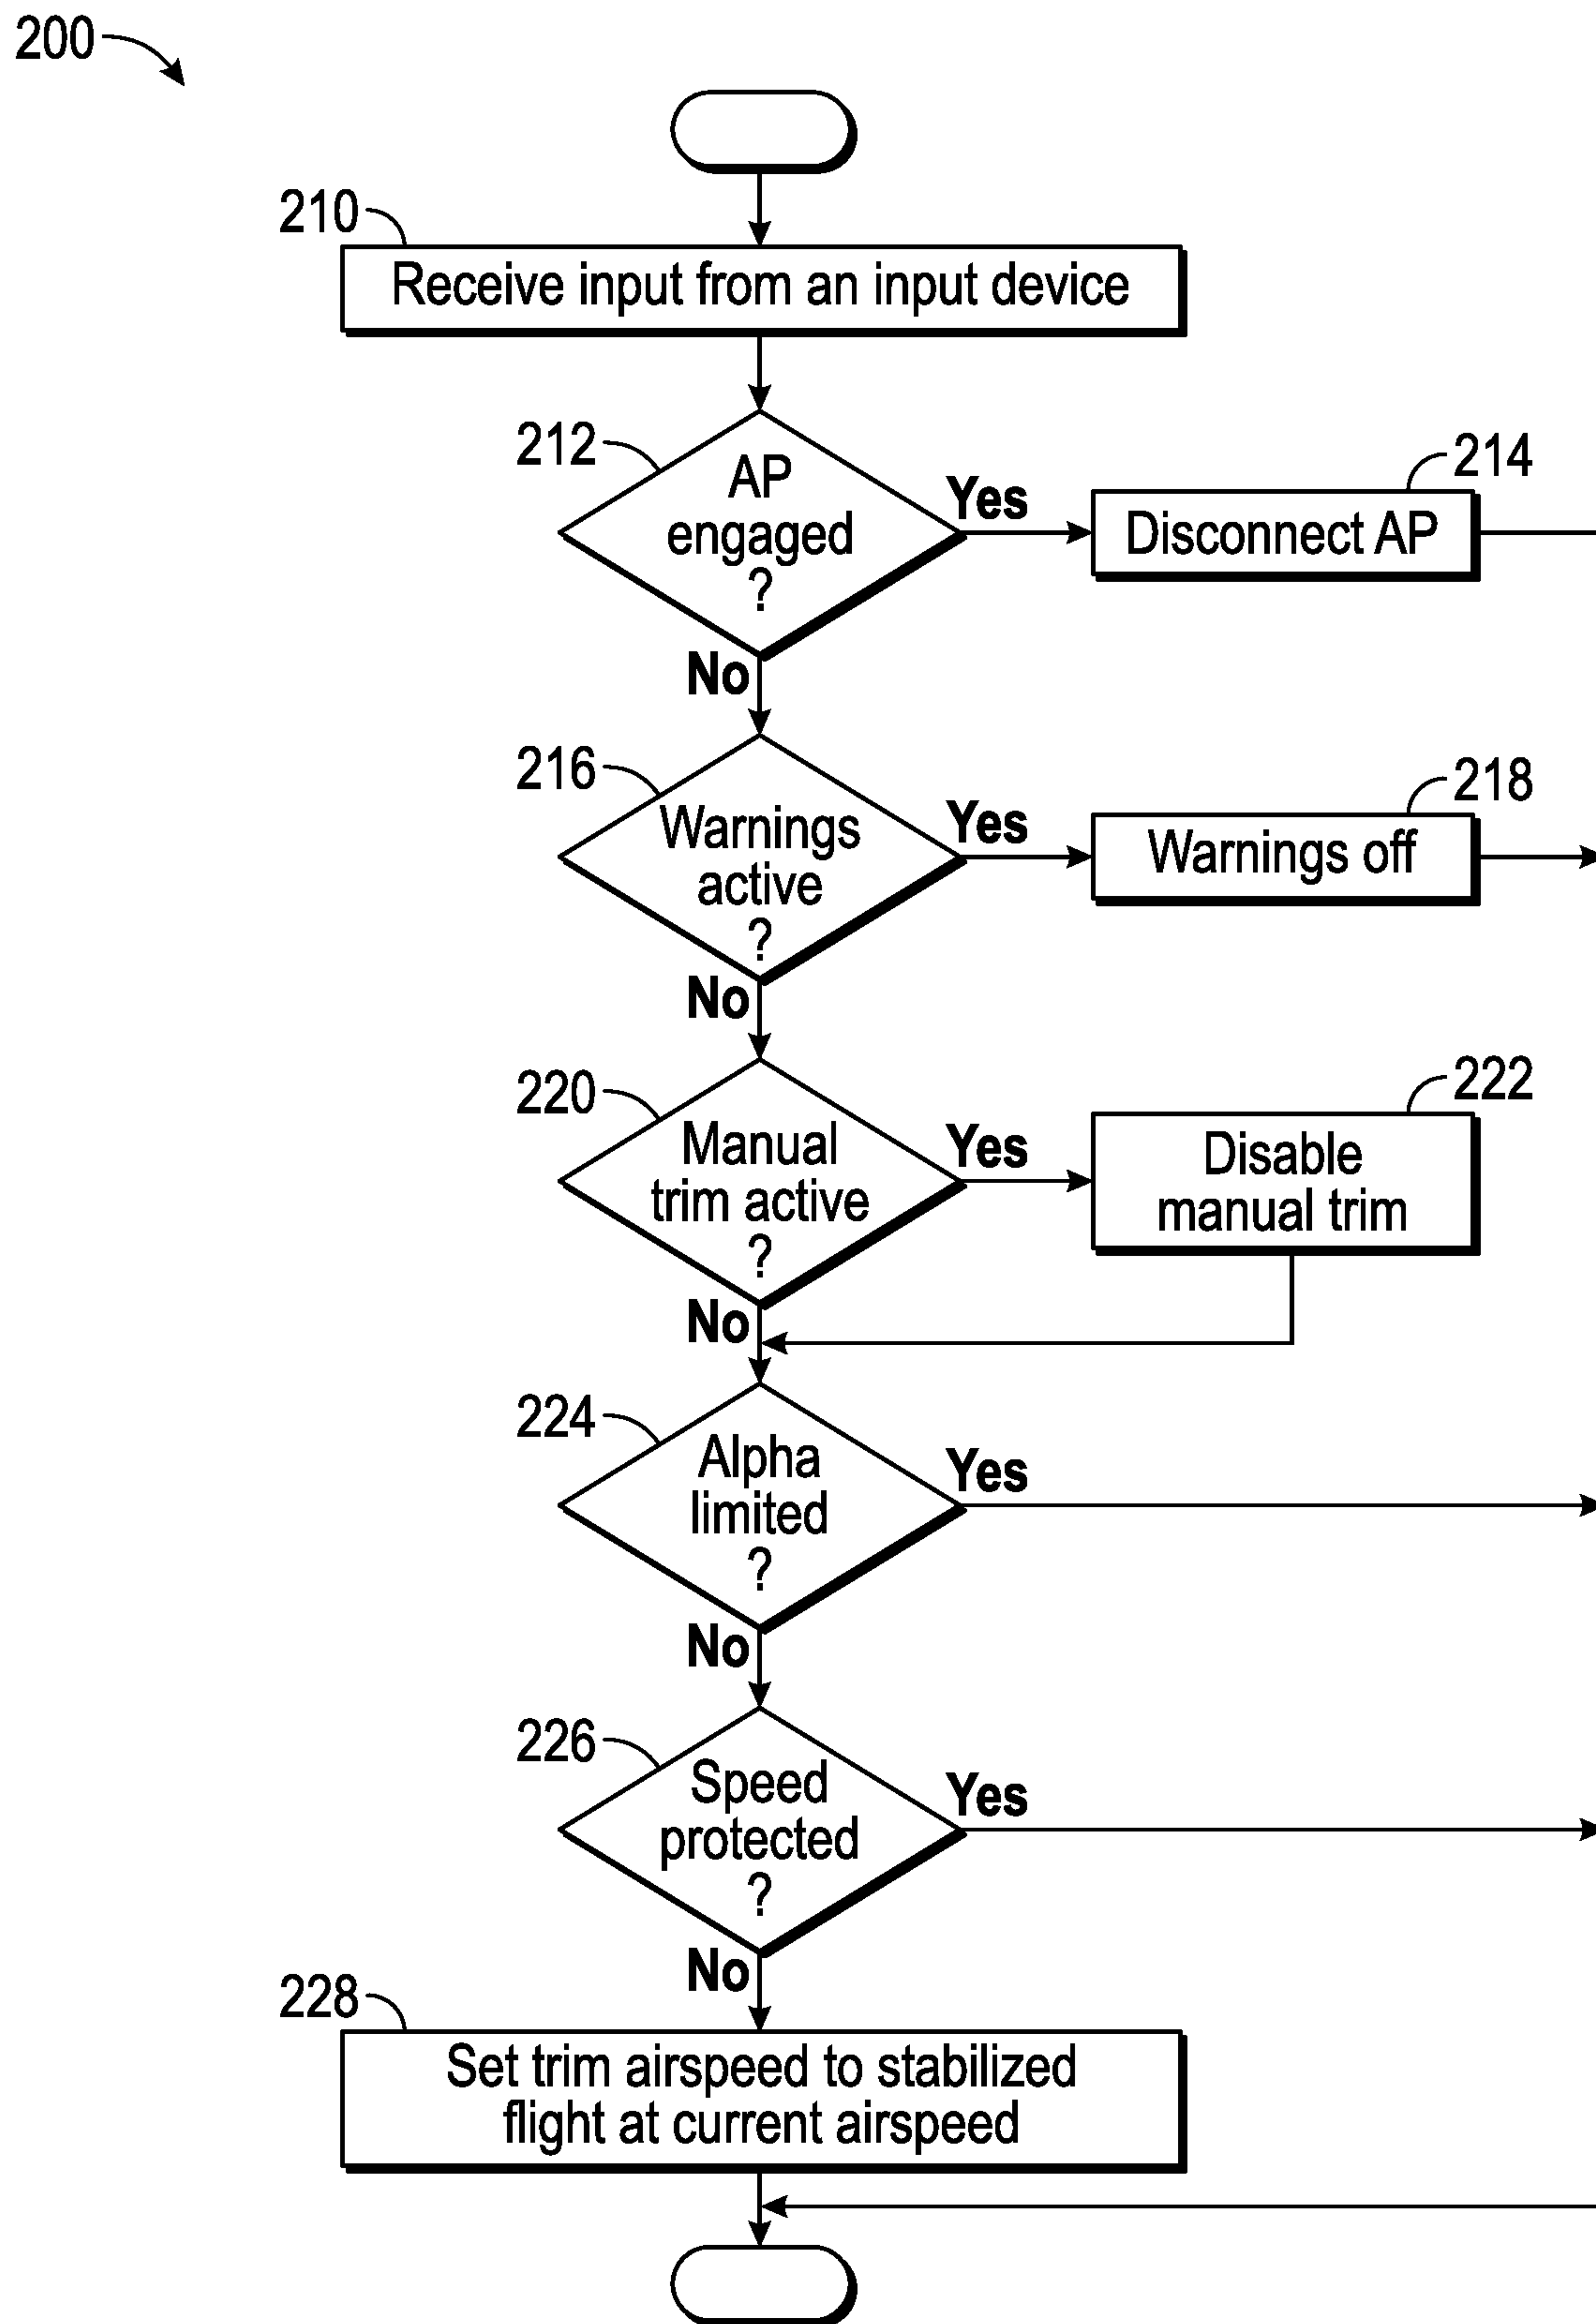 200
210
Receive input from an input device
212
AP
engaged
?
Yes
214
Disconnect AP
No
216
Warnings
active
?
Yes
218
Warnings off
No
220
Manual
trim active
?
Yes
222
Disable
manual trim
No
224
Alpha
limited
?
Yes
No
226
Speed
protected
?
Yes
No
228
Set trim airspeed to stabilized
flight at current airspeed